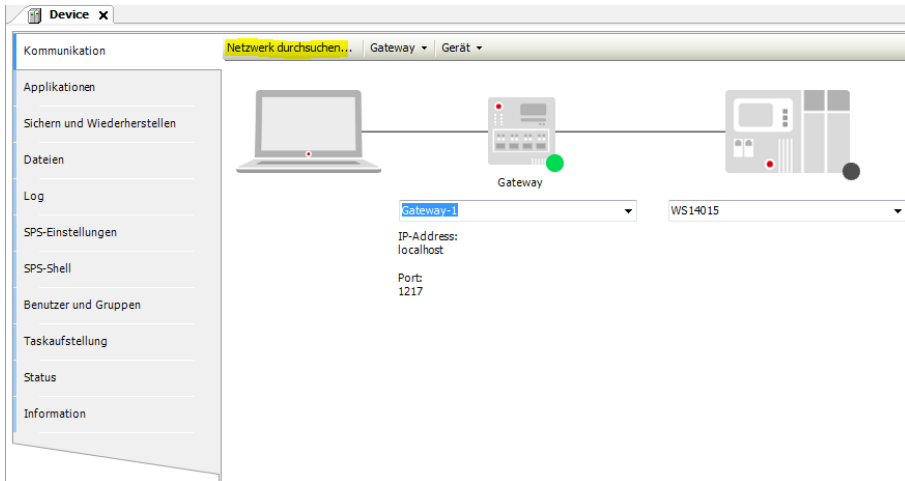 Device
Kommunikation
Netzwerk durchsuchen... Gateway Gerät
Applikationen
Sichern und Wiederherstellen
Dateien
Log
SPS-Einstellungen
SPS-Shell
Benutzer und Gruppen
Taskaufstellung
Status
Information
Gateway
Gateway-1
WS14015
IP-Address:
localhost
Port:
1217